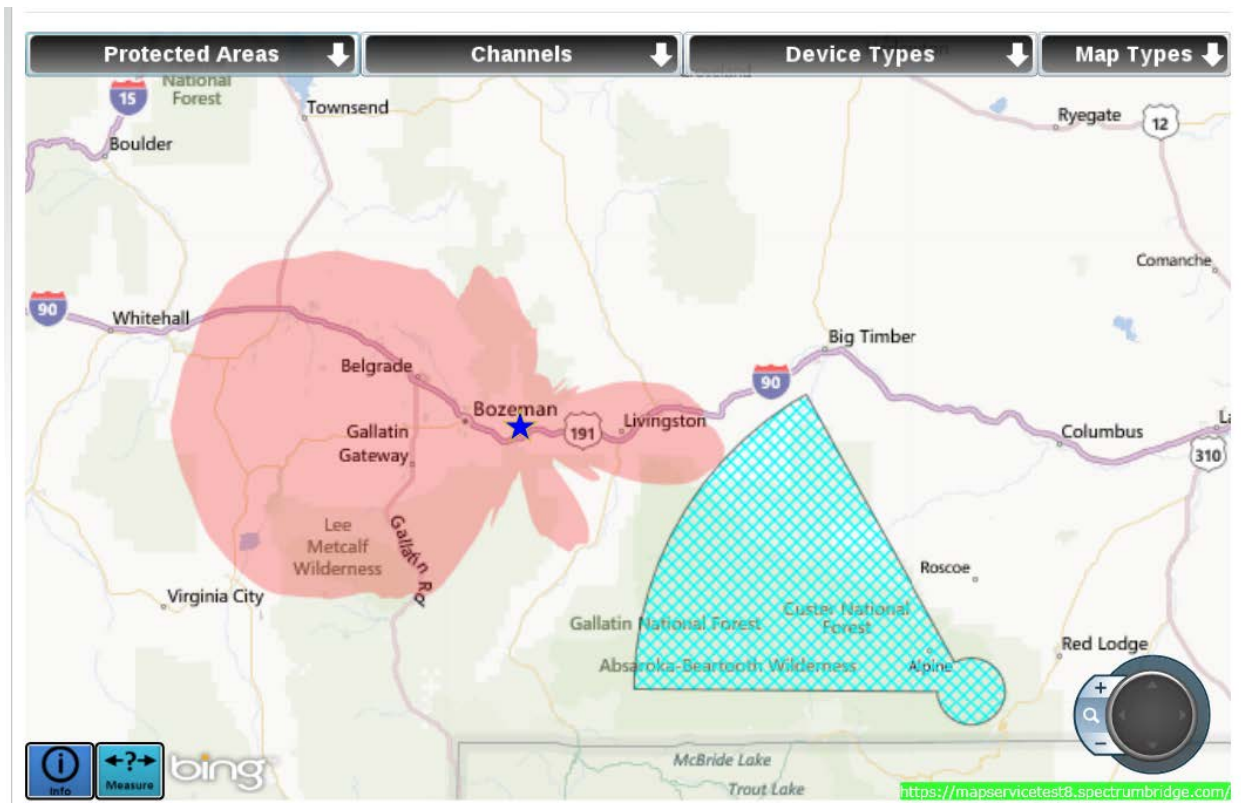 Protected Areas
Channels
Device Types
Map Types
National
Forest
15
Townsend
Ryegate
12
Boulder
Comanche
90
Whitehall
Big Timber
Belgrade
90
Bozeman
Livingston
Gallatin
Gateway
191
Columbus
310
Lee
Metcalf
Wilderness
Gallatin
Roscoe
Virginia City
Gallatin National Forest
Custer National
Forest
Absaroka-Beartooth Wilderness
Alpine
Red Lodge
+
−
i
Info
←?→
Measure
bing
McBride Lake
Trout Lake
https://mapservicetest8.spectrumbridge.com/